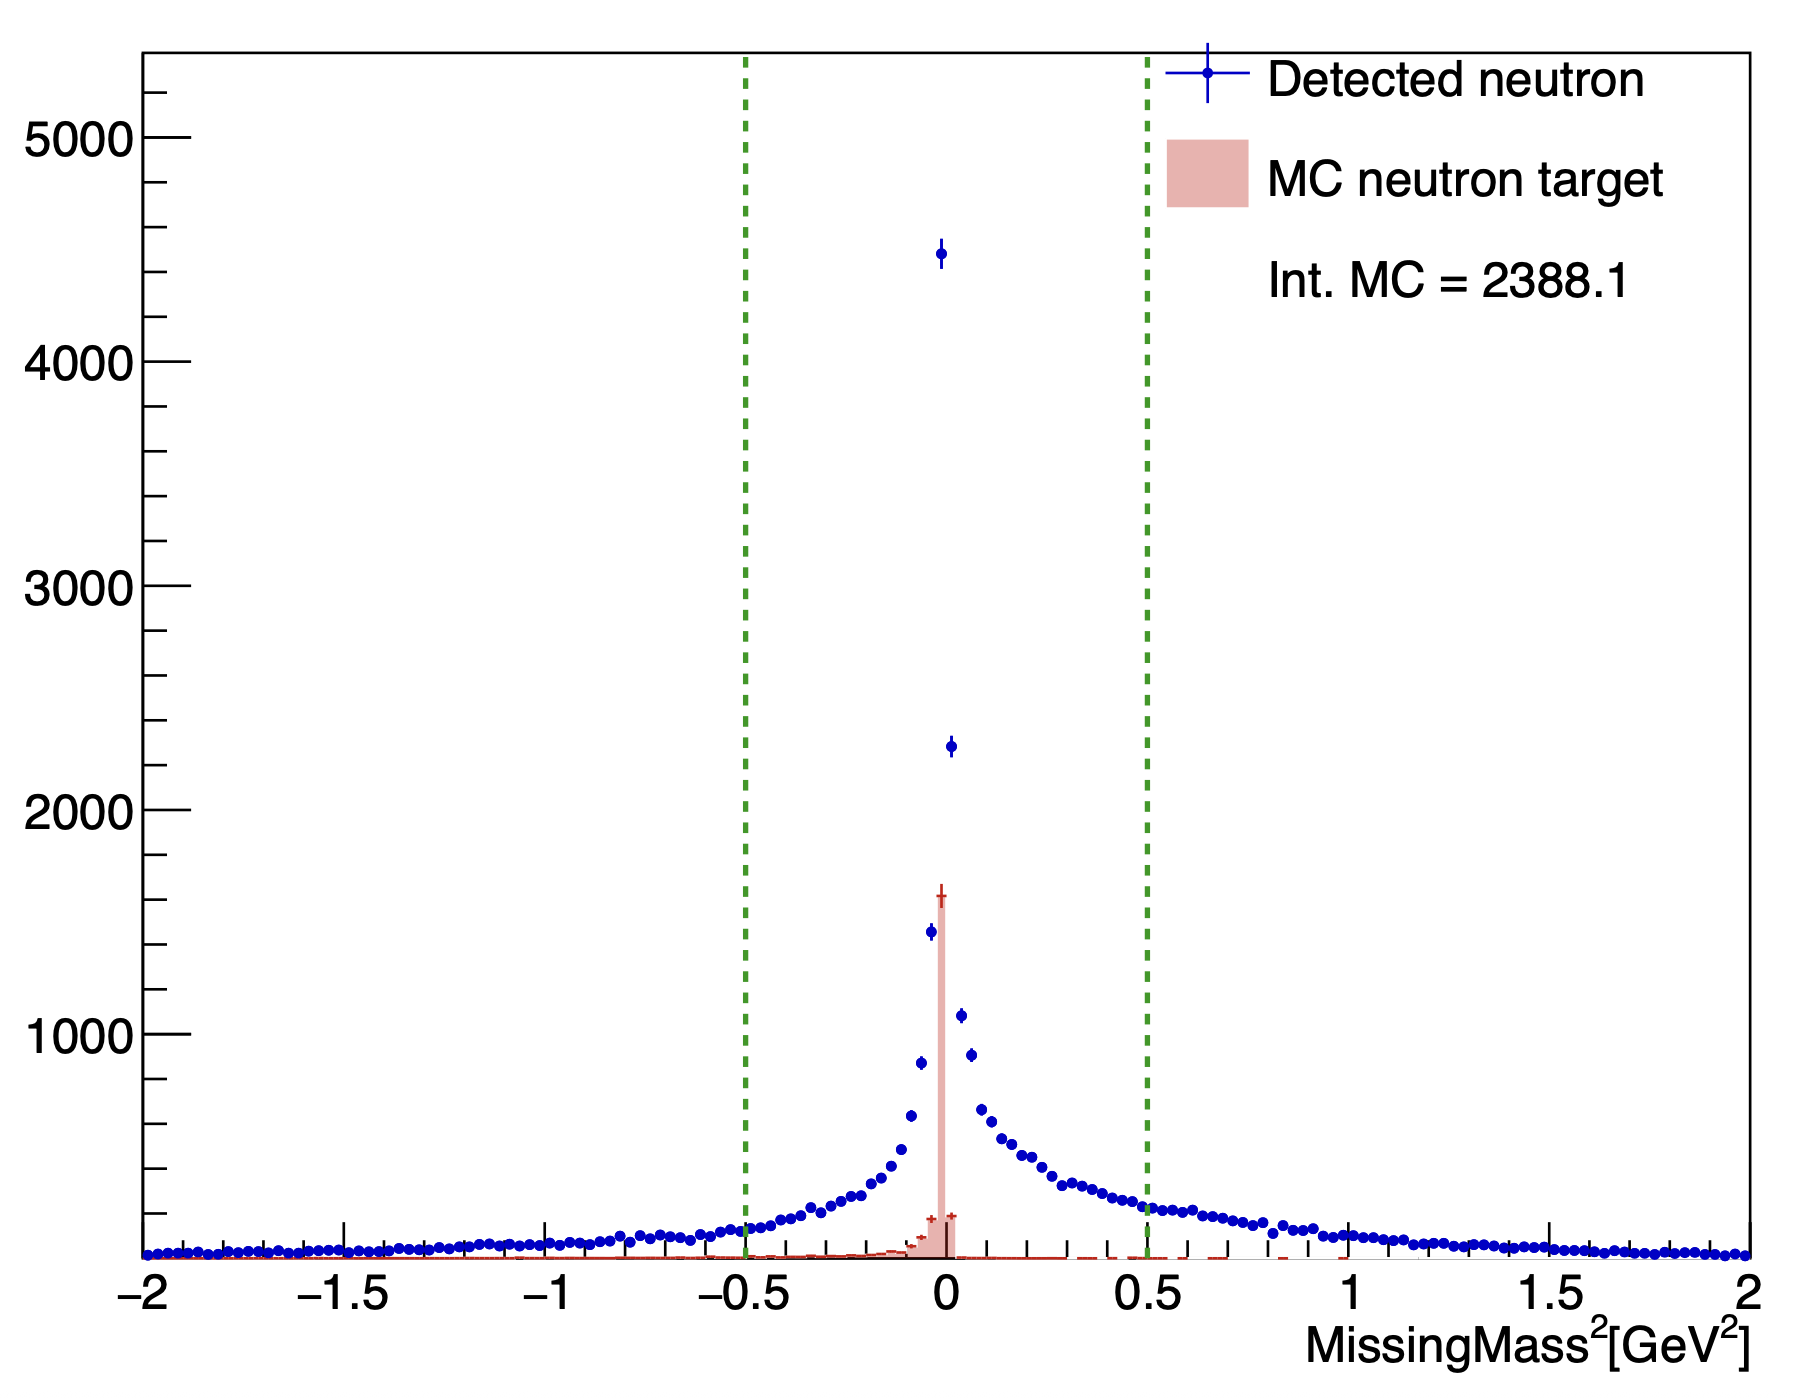 Detected neutron
MC neutron target
Int. MC = 2388.1
5000
4000
3000
2000
1000
−2 −1.5 −1 −0.5 0 0.5 1 1.5 2
MissingMass²[GeV²]